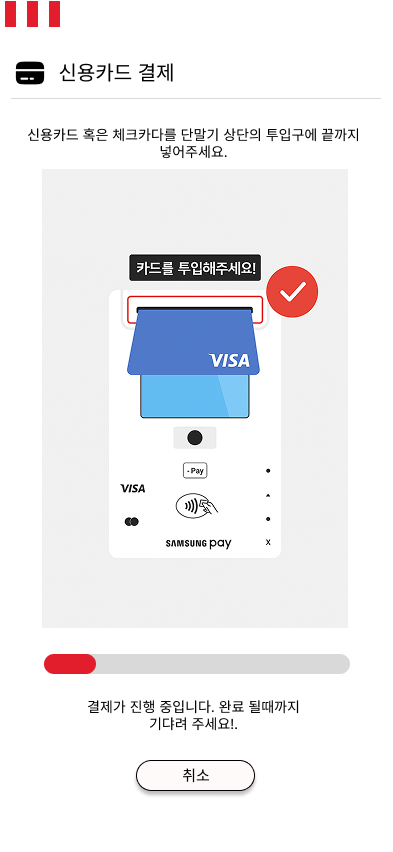 신용카드 결제
신용카드 혹은 체크카다를 단말기 상단의 투입구에 끝까지
넣어주세요.
카드를 투입해주세요!
VISA
- Pay
VISA
SAMSUNG pay
X
결제가 진행 중입니다. 완료 될때까지
기다려 주세요!.
취소